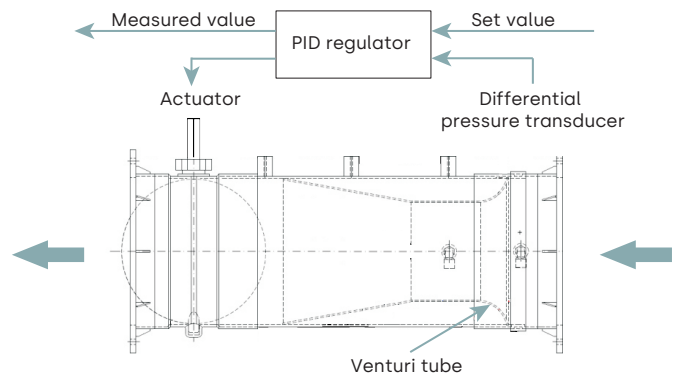 Measured value
Set value
PID regulator
Actuator
Differential
pressure transducer
Venturi tube